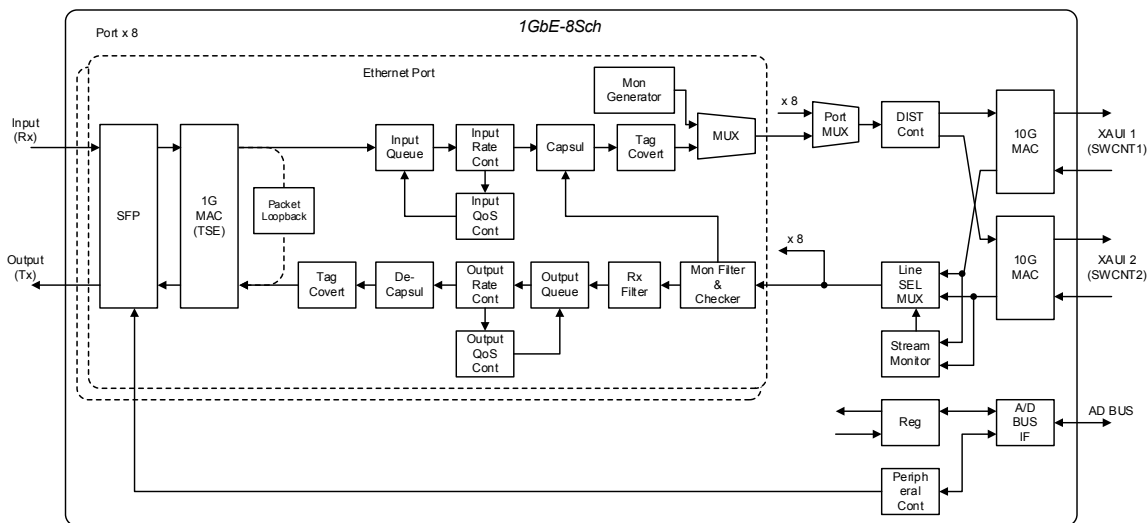 1GbE-8Sch
Port x 8
Ethernet Port
Mon
Generator
x 8
Input
(Rx)
SFP
1G
MAC
(TSE)
Packet
Loopback
Input
Queue
Input
Rate
Cont
Input
QoS
Cont
Capsul
Tag
Covert
MUX
Port
MUX
DIST
Cont
10G
MAC
XAUI 1
(SWCNT1)
Output
(Tx)
Tag
Covert
De-
Capsul
Output
Rate
Cont
Output
QoS
Cont
Output
Queue
Rx
Filter
Mon Filter
&
Checker
x 8
Line
SEL
MUX
Stream
Monitor
10G
MAC
XAUI 2
(SWCNT2)
Reg
A/D
BUS
IF
AD BUS
Periph
eral
Cont